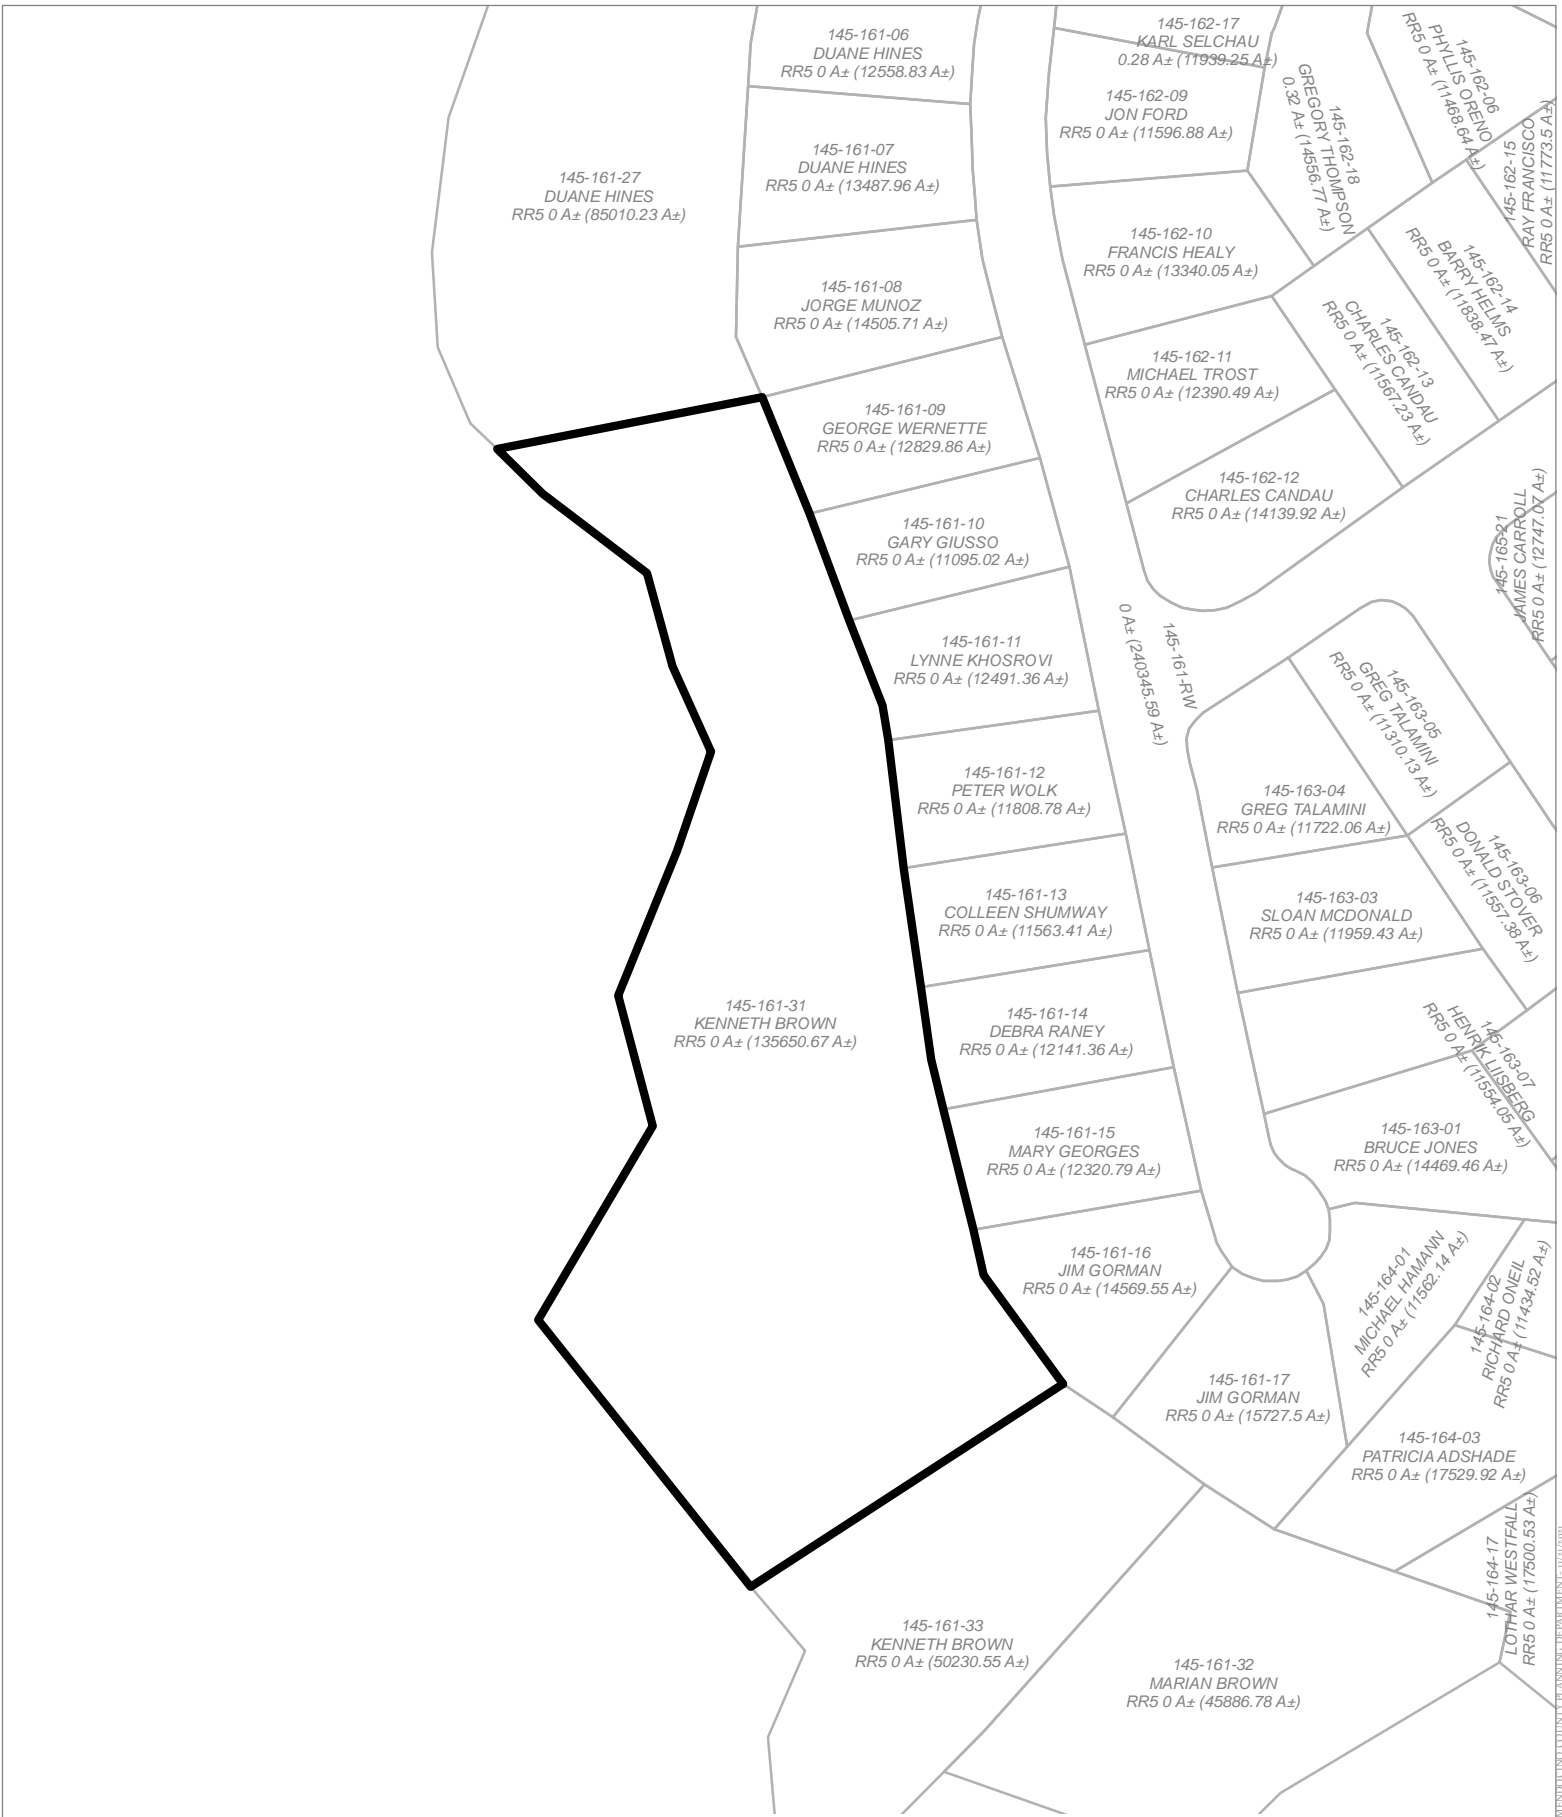 145-161-06
DUANE HINES
RR5 0 A± (12558.83 A±)
145-162-17
KARL SELCHAU
0.28 A± (11939.25 A±)
145-162-06
PHYLLIS ORENO
RR5 0 A± (11468.64 A±)
145-162-09
JON FORD
RR5 0 A± (11596.88 A±)
145-162-18
GREGORY THOMPSON
0.32 A± (14556.77 A±)
145-162-15
RAY FRANCISCO
RR5 0 A± (11773.5 A±)
145-161-27
DUANE HINES
RR5 0 A± (85010.23 A±)
145-161-07
DUANE HINES
RR5 0 A± (13487.96 A±)
145-162-10
FRANCIS HEALY
RR5 0 A± (13340.05 A±)
145-162-14
BARRY HELMS
RR5 0 A± (11838.47 A±)
145-161-08
JORGE MUNOZ
RR5 0 A± (14505.71 A±)
145-162-13
CHARLES CANDAU
RR5 0 A± (11567.23 A±)
145-162-11
MICHAEL TROST
RR5 0 A± (12390.49 A±)
145-161-09
GEORGE WERNETTE
RR5 0 A± (12829.86 A±)
145-162-12
CHARLES CANDAU
RR5 0 A± (14139.92 A±)
145-165-21
JAMES CARROLL
RR5 0 A± (12747.07 A±)
145-161-10
GARY GIUSSO
RR5 0 A± (11095.02 A±)
145-161-RW
0 A± (240345.59 A±)
145-161-11
LYNNE KHOSROVI
RR5 0 A± (12491.36 A±)
145-163-05
GREG TALAMINI
RR5 0 A± (11310.13 A±)
145-161-12
PETER WOLK
RR5 0 A± (11808.78 A±)
145-163-04
GREG TALAMINI
RR5 0 A± (11722.06 A±)
145-163-06
DONALD STOVER
RR5 0 A± (11557.38 A±)
145-161-13
COLLEEN SHUMWAY
RR5 0 A± (11563.41 A±)
145-163-03
SLOAN MCDONALD
RR5 0 A± (11959.43 A±)
145-161-31
KENNETH BROWN
RR5 0 A± (135650.67 A±)
145-161-14
DEBRA RANEY
RR5 0 A± (12141.36 A±)
145-163-07
HENRIK LIISBERG
RR5 0 A± (11554.05 A±)
145-161-15
MARY GEORGES
RR5 0 A± (12320.79 A±)
145-163-01
BRUCE JONES
RR5 0 A± (14469.46 A±)
145-161-16
JIM GORMAN
RR5 0 A± (14569.55 A±)
145-164-01
MICHAEL HAMANN
RR5 0 A± (11562.14 A±)
145-164-02
RICHARD ONEIL
RR5 0 A± (11434.52 A±)
145-161-17
JIM GORMAN
RR5 0 A± (15727.5 A±)
145-164-03
PATRICIA ADSHADE
RR5 0 A± (17529.92 A±)
145-164-17
LOTHAR WESTFALL
RR5 0 A± (17500.53 A±)
145-161-33
KENNETH BROWN
RR5 0 A± (50230.55 A±)
145-161-32
MARIAN BROWN
RR5 0 A± (45886.78 A±)
MENDOCINO COUNTY PLANNING DEPARTMENT-